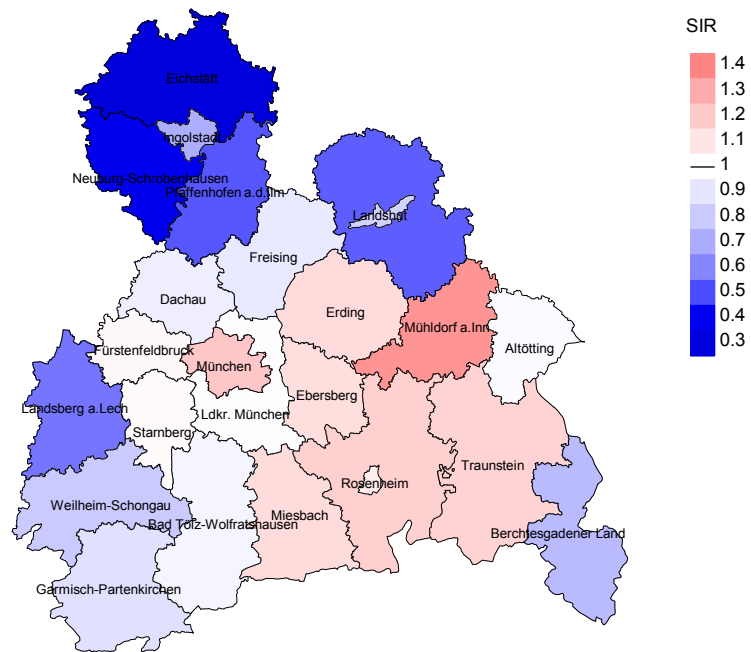 SIR
1.4
1.3
1.2
1.1
1
0.9
0.8
0.7
0.6
0.5
0.4
0.3
Eichstätt
Ingolstadt
Neuburg-Schrobenhausen
Pfaffenhofen a.d.Ilm
Landshut
Freising
Dachau
Erding
Mühldorf a.Inn
Altötting
Fürstenfeldbruck
München
Ebersberg
Landsberg a.Lech
Ldkr. München
Starnberg
Traunstein
Rosenheim
Weilheim-Schongau
Miesbach
Bad Tölz-Wolfratshausen
Berchtesgadener Land
Garmisch-Partenkirchen